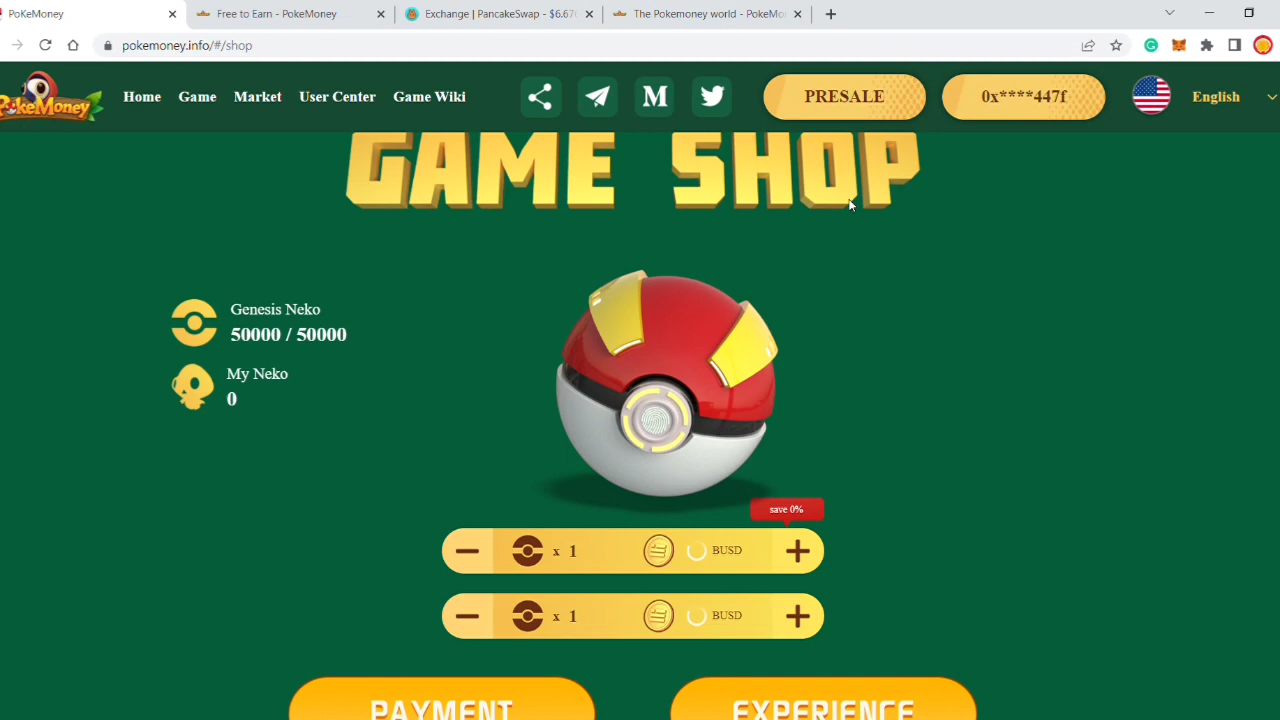 PoKeMoney
Free to Earn - PokeMoney
Exchange | PancakeSwap - $6.67
The Pokemoney world - PokeMo
pokemoney.info/#/shop
PokeMoney
Home
Game
Market
User Center
Game Wiki
M
PRESALE
0x****447f
English
GAME SHOP
Genesis Neko
50000 / 50000
My Neko
0
save 0%
x 1
BUSD
x 1
BUSD
PAYMENT
EXPERIENCE